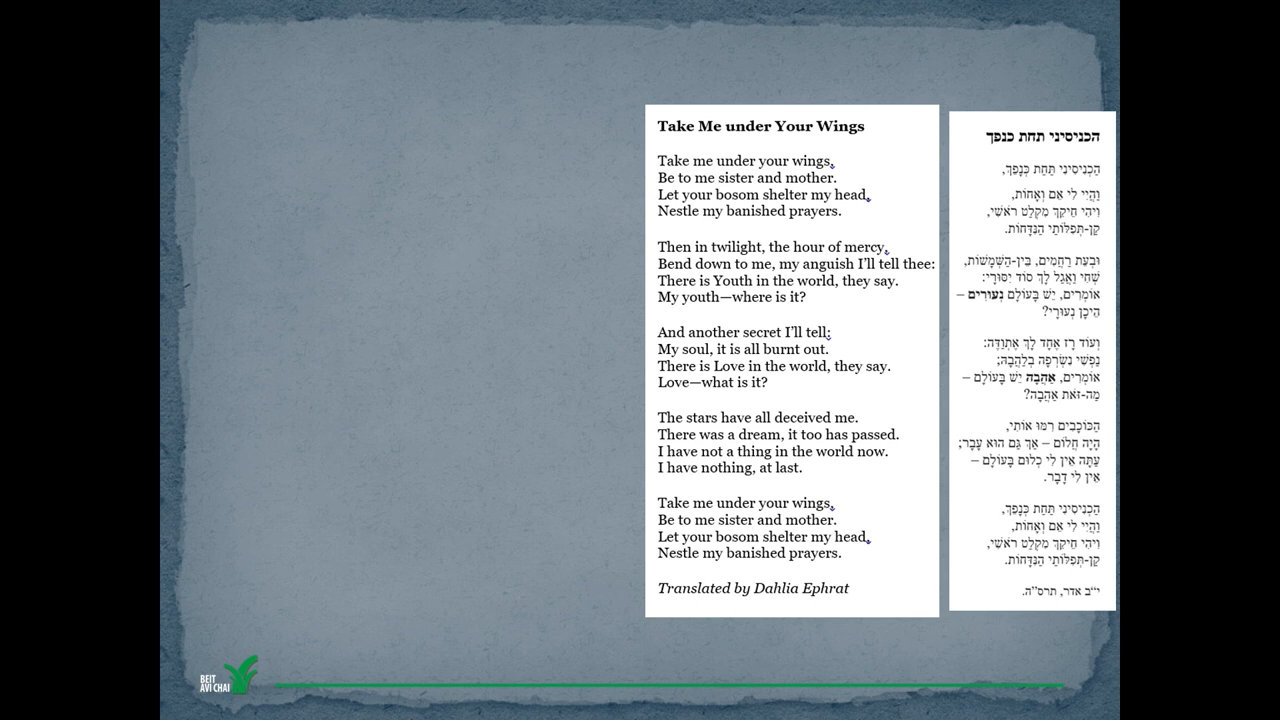 Take Me under Your Wings
Take me under your wings,
Be to me sister and mother.
Let your bosom shelter my head,
Nestle my banished prayers.
Then in twilight, the hour of mercy,
Bend down to me, my anguish I'll tell thee:
There is Youth in the world, they say.
My youth—where is it?
And another secret I'll tell:
My soul, it is all burnt out.
There is Love in the world, they say.
Love—what is it?
The stars have all deceived me.
There was a dream, it too has passed.
I have not a thing in the world now.
I have nothing, at last.
Take me under your wings,
Be to me sister and mother.
Let your bosom shelter my head,
Nestle my banished prayers.
Translated by Dahlia Ephrat
הכניסיני תחת כנפך
הַכְנִיסִינִי תַּחַת כְּנָפֵךְ,
וַהֲיִי לִי אֵם וְאָחוֹת,
וִיהִי חֵיקֵךְ מִקְלַט רֹאשִׁי,
קַן-תְּפִלּוֹתַי הַנִּדָּחוֹת.
וּבְעֵת רַחֲמִים, בֵּין-הַשְּׁמָשׁוֹת,
שְׁחִי וַאֲגַל לָךְ סוֹד יִסּוּרָי:
אוֹמְרִים, יֵשׁ בָּעוֹלָם נְעוּרִים –
הֵיכָן נְעוּרָי?
וְעוֹד רָז אֶחָד לָךְ אֶתְוַדֶּה:
נַפְשִׁי נִשְׂרְפָה בְלַהֲבָהּ;
אוֹמְרִים, אַהֲבָה יֵשׁ בָּעוֹלָם –
מַה-זֹּאת אַהֲבָה?
הַכּוֹכָבִים רִמּוּ אוֹתִי,
הָיָה חֲלוֹם – אַךְ גַּם הוּא עָבָר;
עַתָּה אֵין לִי כְלוּם בָּעוֹלָם –
אֵין לִי דָבָר.
הַכְנִיסִינִי תַּחַת כְּנָפֵךְ,
וַהֲיִי לִי אֵם וְאָחוֹת,
וִיהִי חֵיקֵךְ מִקְלַט רֹאשִׁי,
קַן-תְּפִלּוֹתַי הַנִּדָּחוֹת.
י״ב אדר, תרס״ה.
BEIT
AVI CHAI